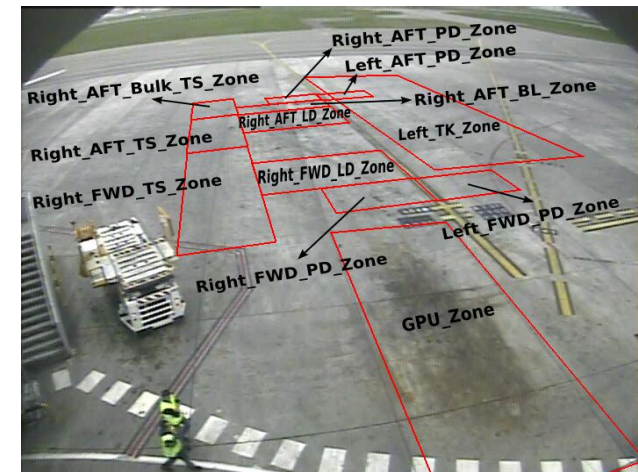 Right_AFT_PD_Zone
Left_AFT_PD_Zone
Right_AFT_Bulk_TS_Zone
Right_AFT_BL_Zone
Right_AFT_LD_Zone
Left_TK_Zone
Right_AFT_TS_Zone
Right_FWD_LD_Zone
Right_FWD_TS_Zone
Left_FWD_PD_Zone
Right_FWD_PD_Zone
GPU_Zone